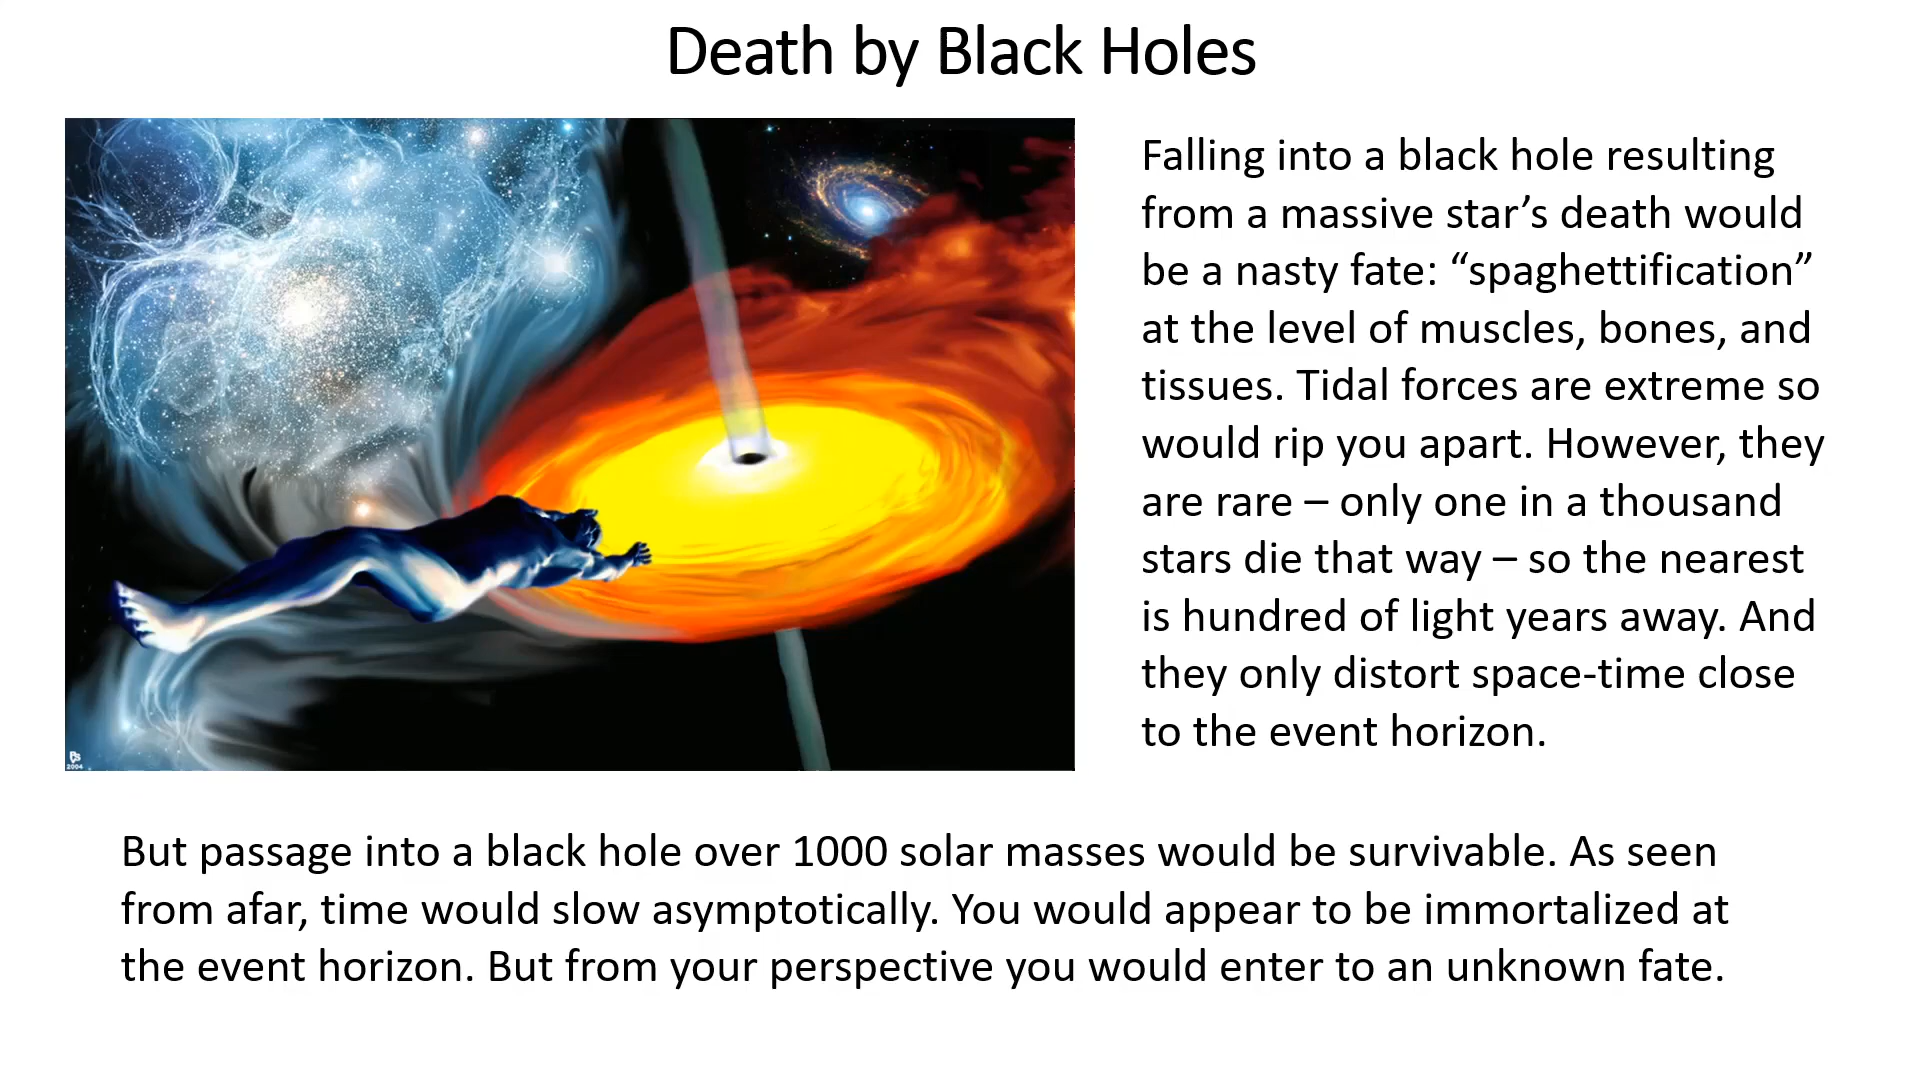 Death by Black Holes
Falling into a black hole resulting
from a massive star’s death would
be a nasty fate: “spaghettification”
at the level of muscles, bones, and
tissues. Tidal forces are extreme so
would rip you apart. However, they
are rare – only one in a thousand
stars die that way – so the nearest
is hundred of light years away. And
they only distort space-time close
to the event horizon.
2004
But passage into a black hole over 1000 solar masses would be survivable. As seen
from afar, time would slow asymptotically. You would appear to be immortalized at
the event horizon. But from your perspective you would enter to an unknown fate.